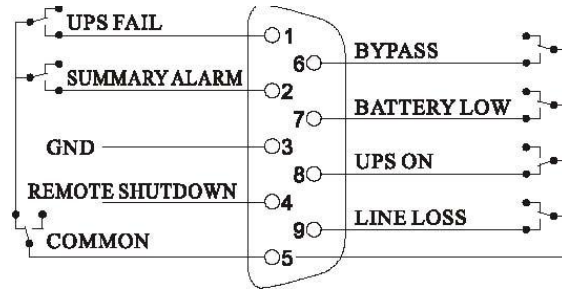 UPS FAIL
1
BYPASS
6
SUMMARY ALARM
2
BATTERY LOW
7
GND
3
UPS ON
8
REMOTE SHUTDOWN
4
LINE LOSS
9
COMMON
5